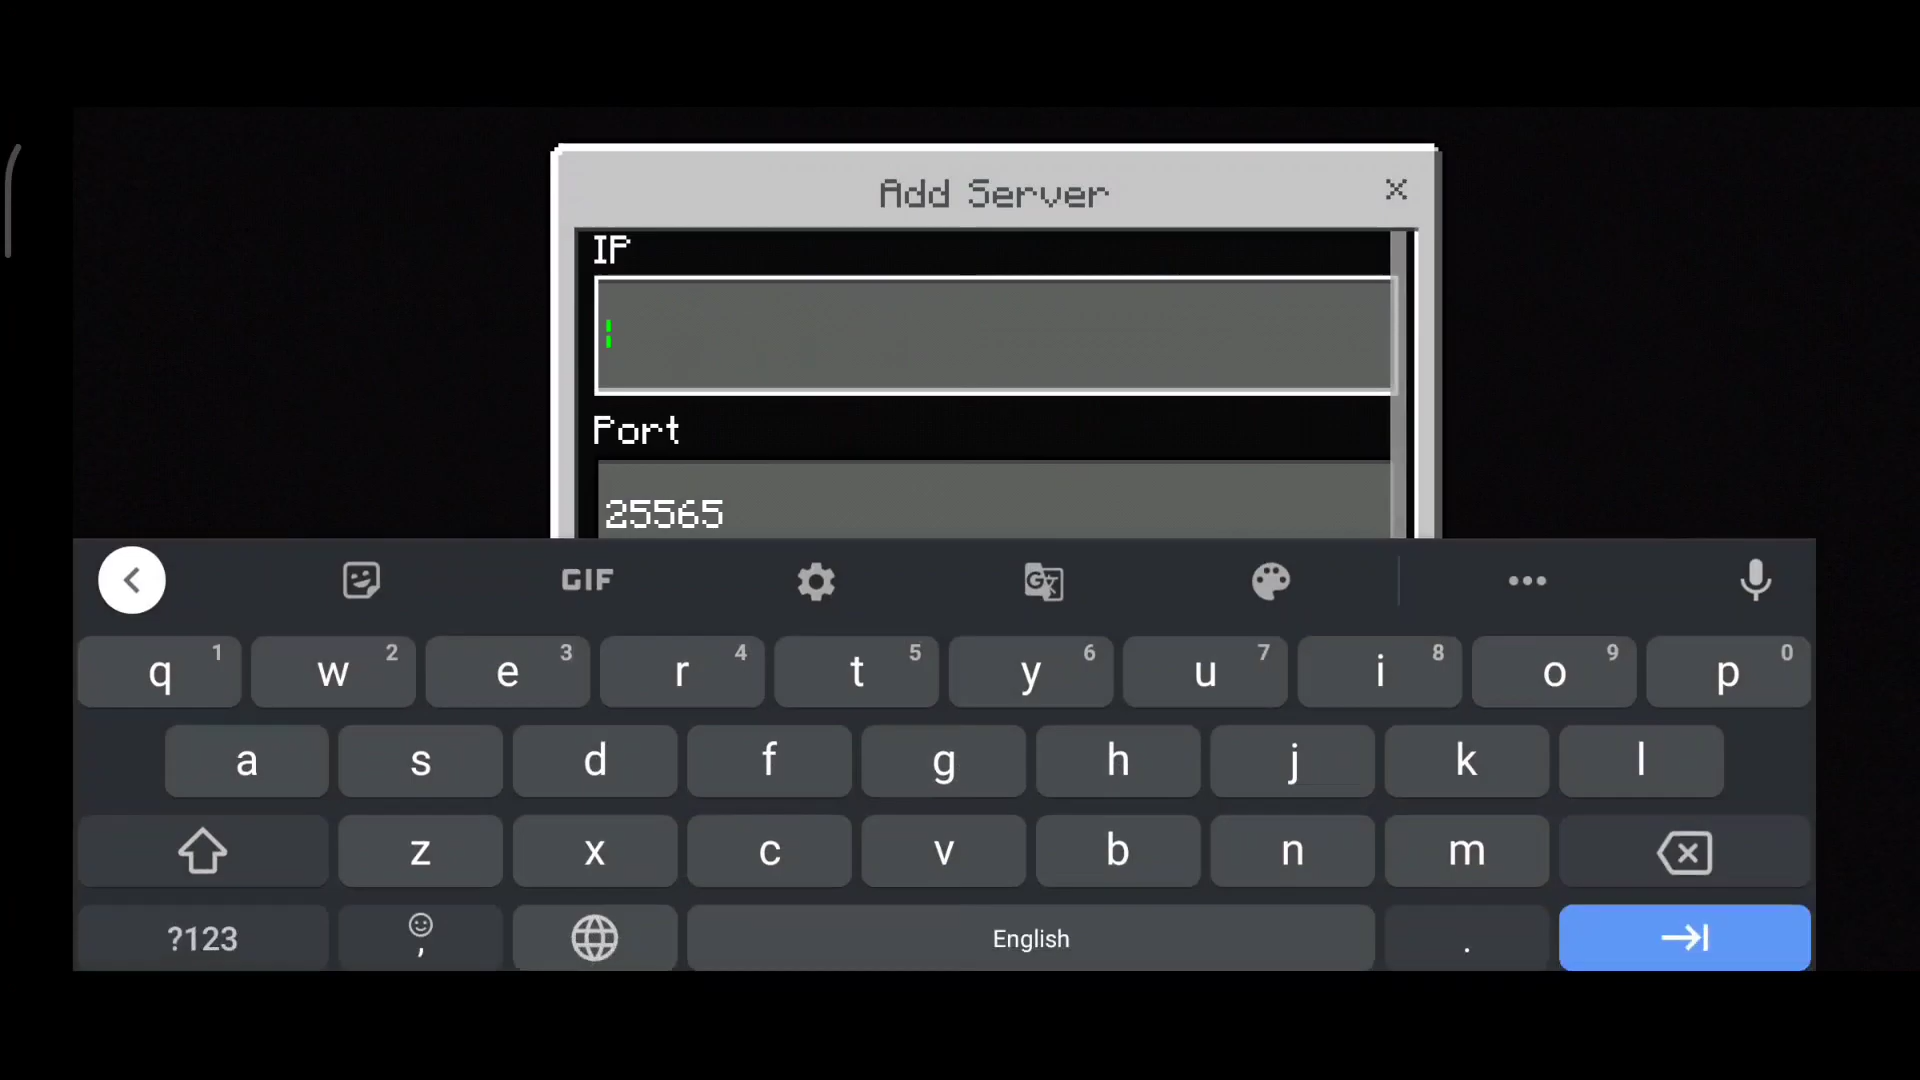 Add Server
IP
Port
25565
GIF
q 1 w 2 e 3 r 4 t 5 y 6 u 7 i 8 o 9 p 0
a s d f g h j k l
z x c v b n m
?123 , English .